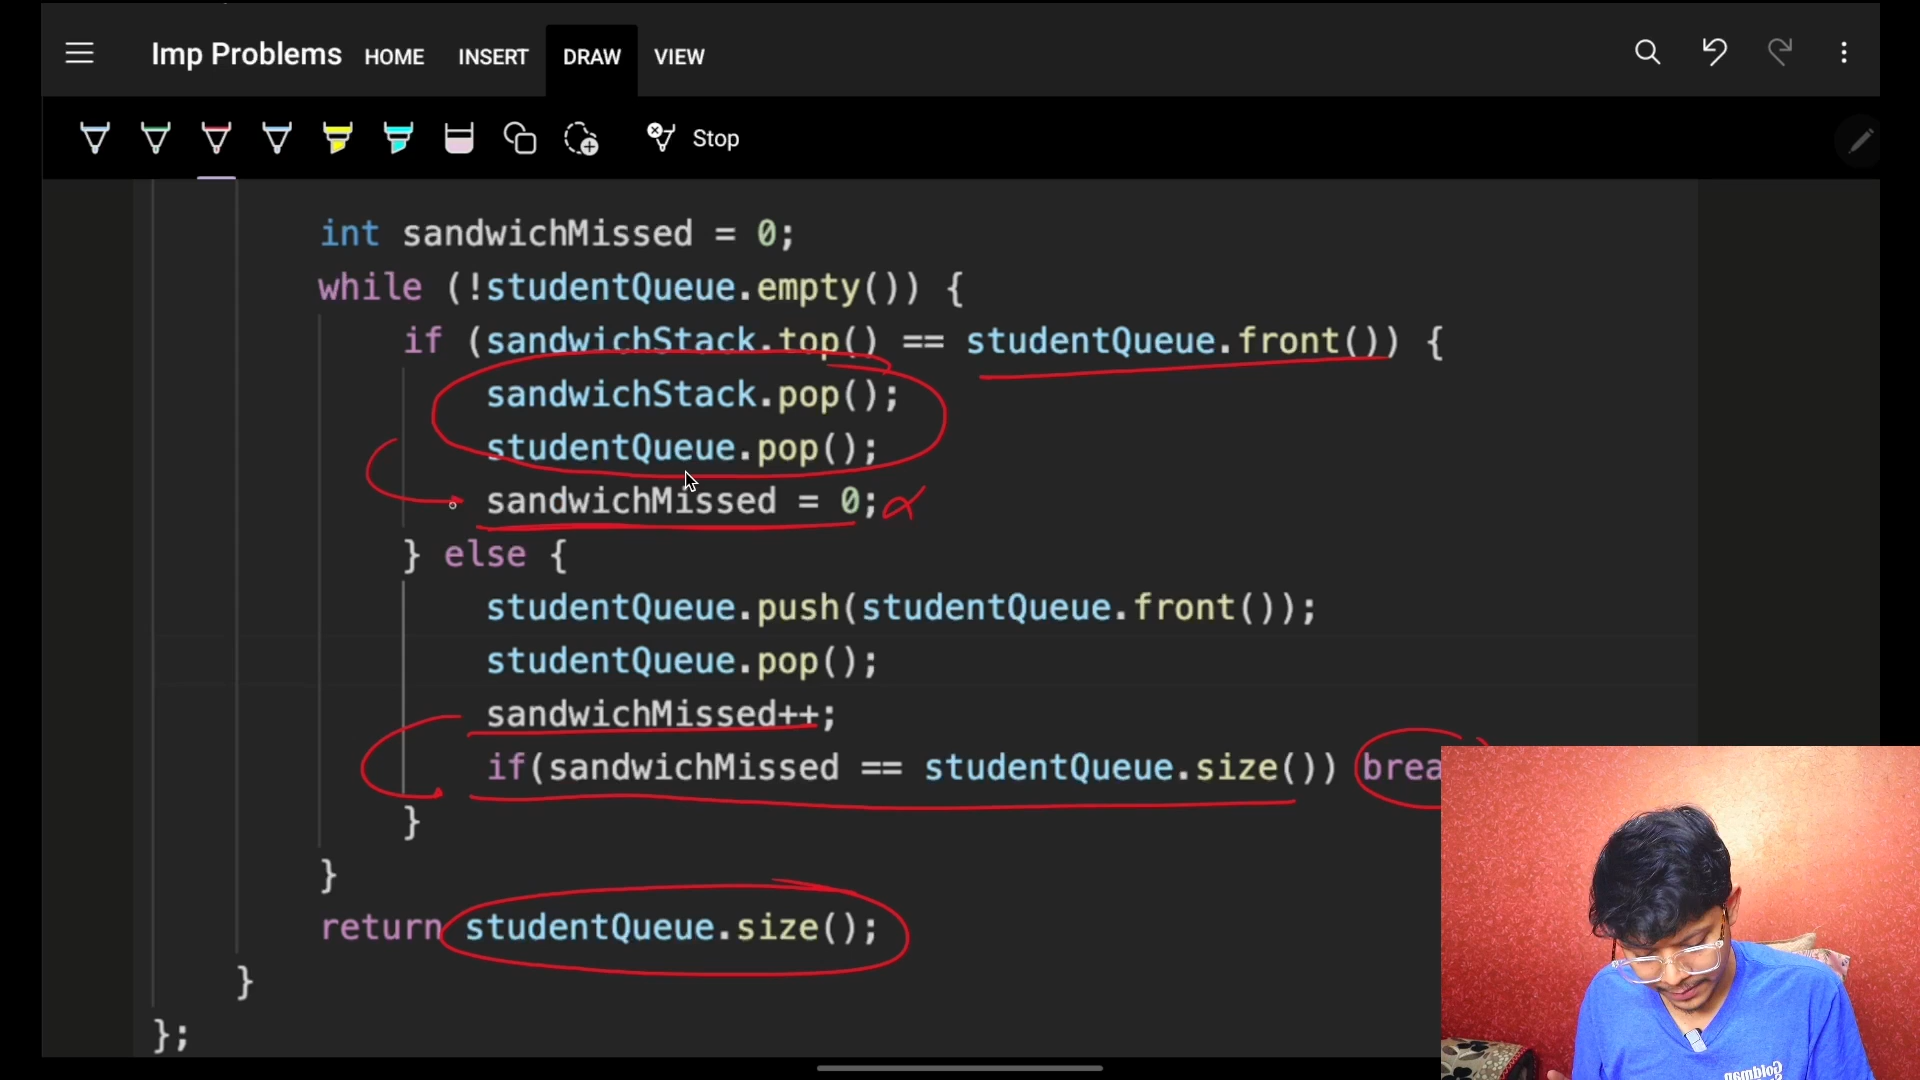 Imp Problems HOME INSERT DRAW VIEW
Stop
int sandwichMissed = 0;
while (!studentQueue.empty()) {
if (sandwichStack.top() == studentQueue.front()) {
sandwichStack.pop();
studentQueue.pop();
sandwichMissed = 0;
} else {
studentQueue.push(studentQueue.front());
studentQueue.pop();
sandwichMissed++;
if(sandwichMissed == studentQueue.size()) brea
}
}
return studentQueue.size();
}
};
Goldman